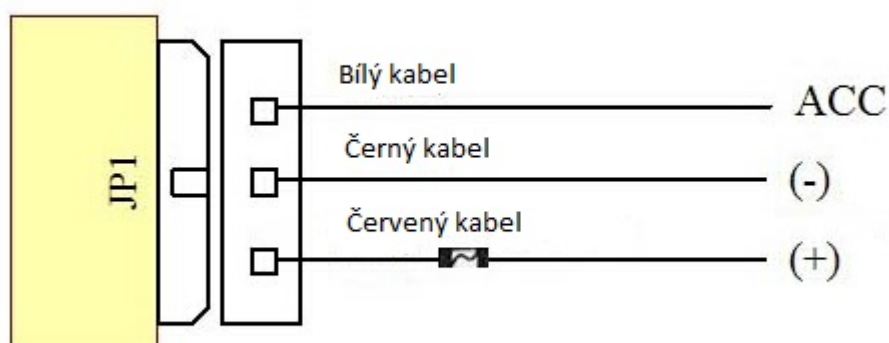 JP1
Bílý kabel
ACC
Černý kabel
(-)
Červený kabel
(+)